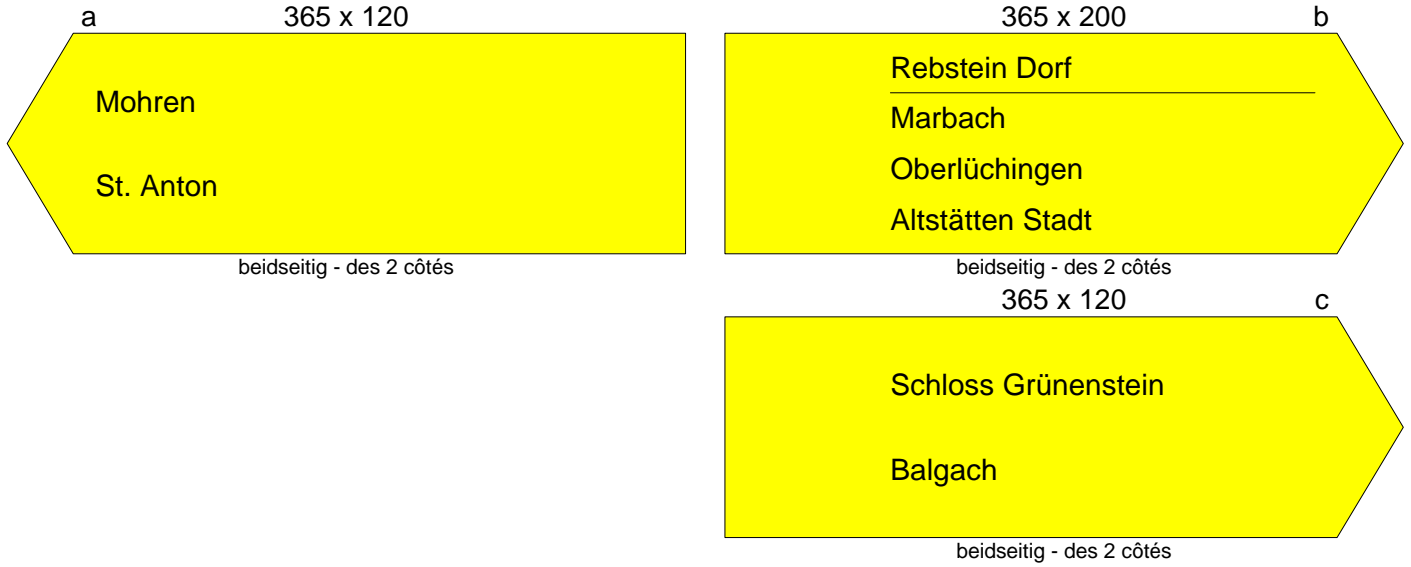 a 365 x 120
Mohren
St. Anton
beidseitig - des 2 côtés
365 x 200 b
Rebstein Dorf
Marbach
Oberlüchingen
Altstätten Stadt
beidseitig - des 2 côtés
365 x 120 c
Schloss Grünenstein
Balgach
beidseitig - des 2 côtés